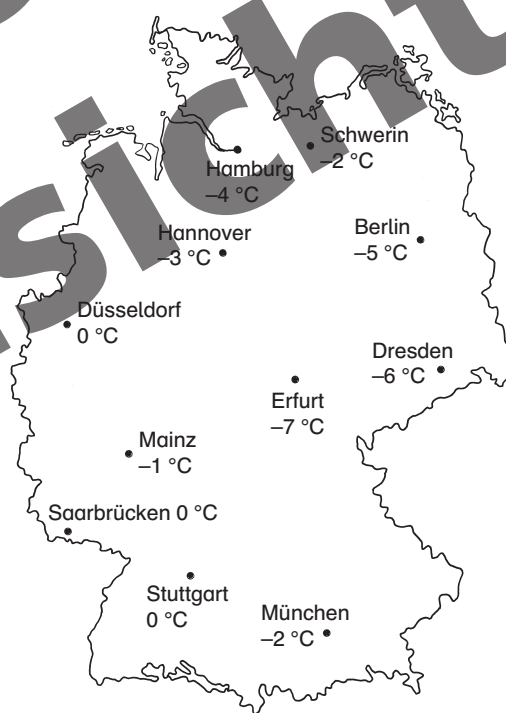 Schwerin
–2 °C
Hamburg
–4 °C
Hannover
–3 °C
Berlin
–5 °C
Düsseldorf
0 °C
Dresden
–6 °C
Erfurt
–7 °C
Mainz
–1 °C
Saarbrücken 0 °C
Stuttgart
0 °C
München
–2 °C
sicht